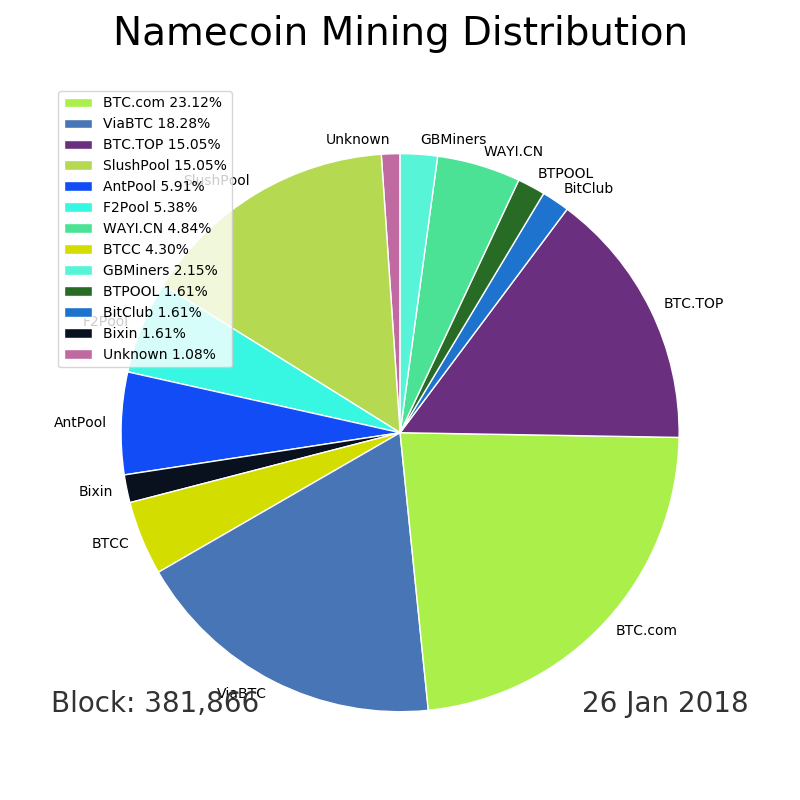 Namecoin Mining Distribution
BTC.com 23.12%
ViaBTC 18.28%
BTC.TOP 15.05%
SlushPool 15.05%
AntPool 5.91%
F2Pool 5.38%
WAYI.CN 4.84%
BTCC 4.30%
GBMiners 2.15%
BTPOOL 1.61%
BitClub 1.61%
Bixin 1.61%
Unknown 1.08%
Unknown
GBMiners
WAYI.CN
BTPOOL
BitClub
SlushPool
BTC.TOP
F2Pool
AntPool
Bixin
BTCC
BTC.com
ViaBTC
Block: 381,866
26 Jan 2018